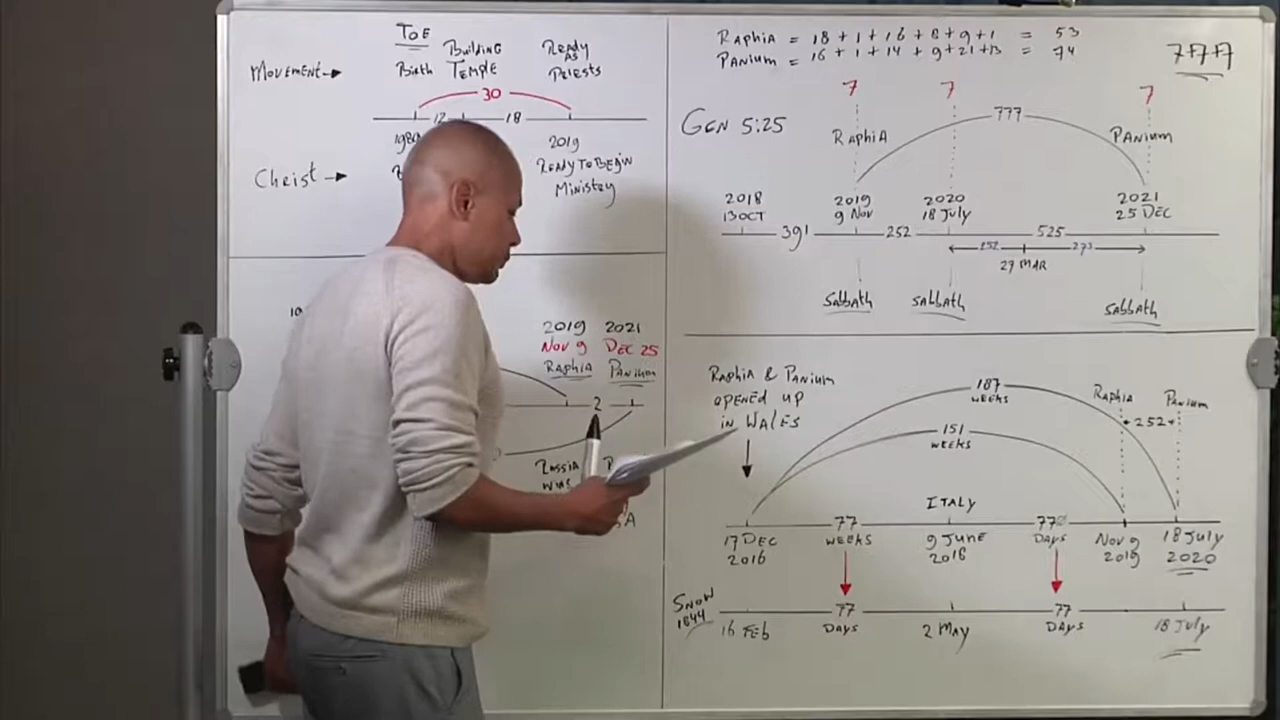 TOE
Birth
Building
TEMPLE
Ready
As
Priests
Movement
30
12
18
2019
READY TO BEGIN
Ministry
Christ
2019 2021
NOV 9 DEC 25
RAPHIA PANIUM
2
RUSSIA
RAPHIA = 18 + 1 + 16 + 8 + 9 + 1 = 53
PANIUM = 16 + 1 + 14 + 9 + 21 + 13 = 74
777
GEN 5:25
7 7 7
777
RAPHIA PANIUM
2018
13 OCT
2019
9 NOV
2020
18 July
2021
25 DEC
391 252 525
252 273
29 MAR
Sabbath Sabbath Sabbath
RAPHIA & PANIUM
OPENED UP
IN WALES
187
WEEKS
151
WEEKS
RAPHIA PANIUM
252
ITALY
17 DEC
2016
77
WEEKS
9 JUNE
2018
77
DAYS
NOV 9
2019
18 July
2020
SNOW
1844
16 FEB
77
DAYS
2 MAY
77
DAYS
18 July